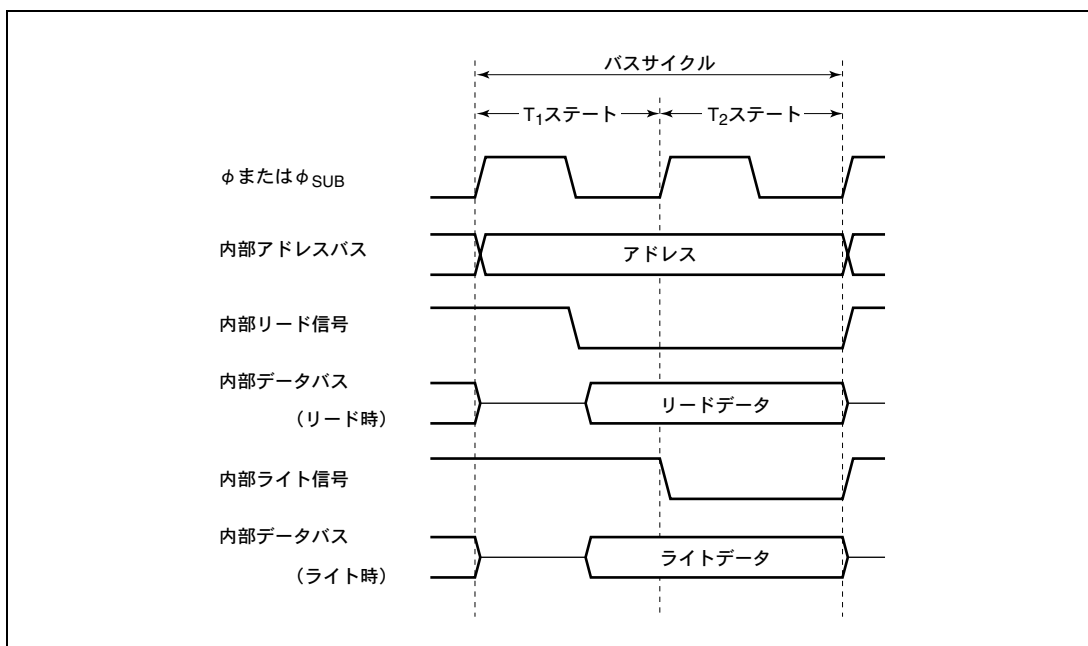 バスサイクル
T₁ステート
T₂ステート
φまたはφSUB
内部アドレスバス
アドレス
内部リード信号
内部データバス
（リード時）
リードデータ
内部ライト信号
内部データバス
（ライト時）
ライトデータ